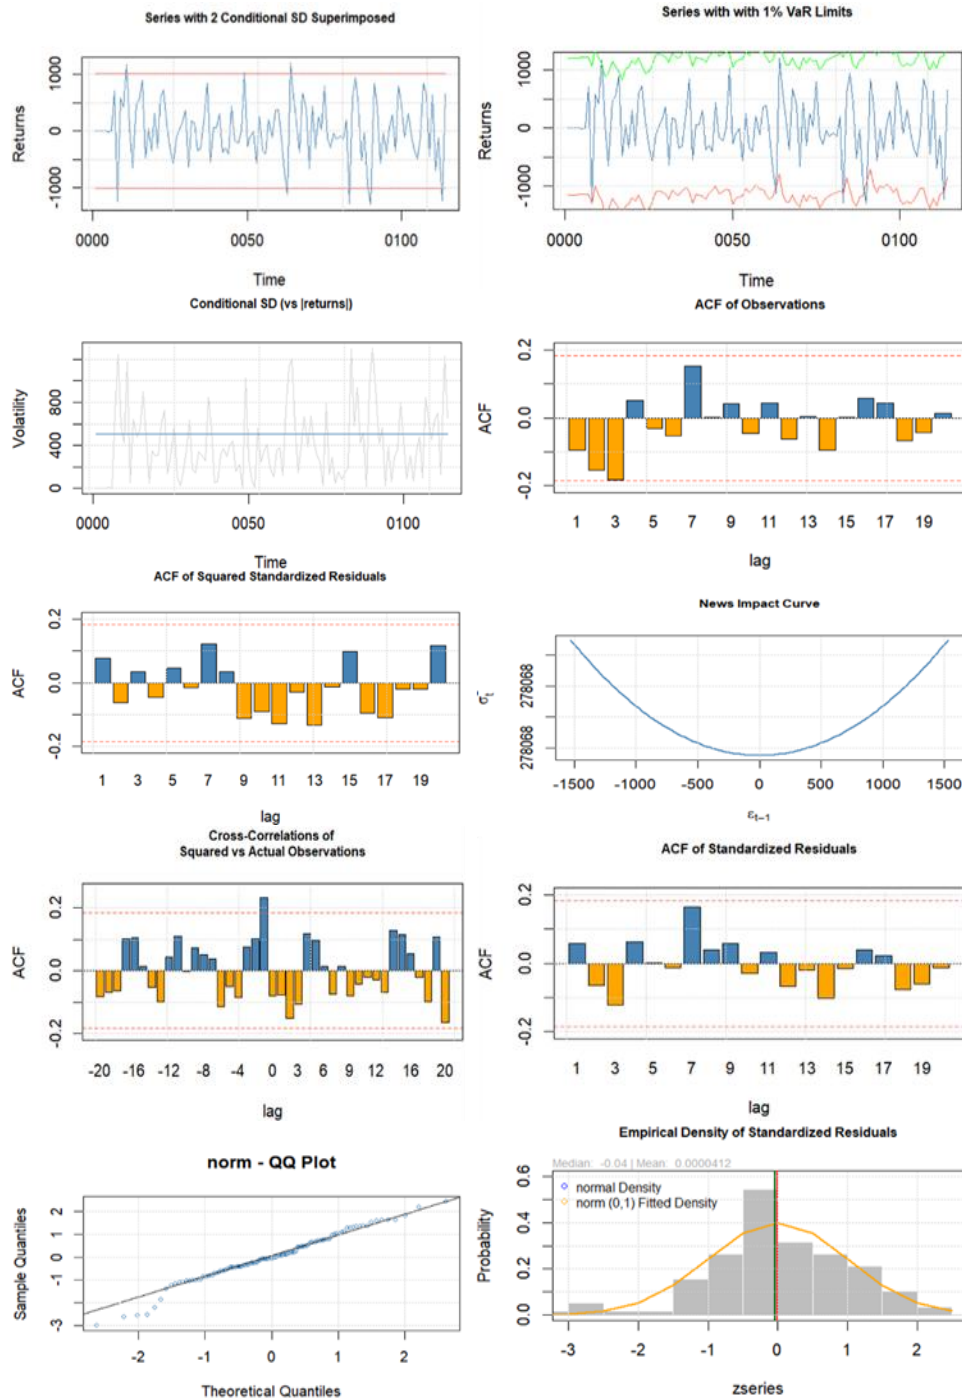 Series with 2 Conditional SD Superimposed
Returns
1000
0
-1000
0000 0050 0100
Time
Series with with 1% VaR Limits
Returns
1000
0
-1000
0000 0050 0100
Time
Conditional SD (vs |returns|)
Volatility
800
400
0
0000 0050 0100
Time
ACF of Observations
ACF
0.2
0.0
-0.2
1 3 5 7 9 11 13 15 17 19
lag
ACF of Squared Standardized Residuals
ACF
0.2
0.0
-0.2
1 3 5 7 9 11 13 15 17 19
lag
News Impact Curve
278068
278068
-1500 -1000 -500 0 500 1000 1500
εt−1
Cross-Correlations of
Squared vs Actual Observations
ACF
0.2
0.0
-0.2
-20 -16 -12 -8 -4 0 3 6 9 12 16 20
lag
ACF of Standardized Residuals
ACF
0.2
0.0
-0.2
1 3 5 7 9 11 13 15 17 19
lag
norm - QQ Plot
Sample Quantiles
2
1
0
-1
-3
-2 -1 0 1 2
Theoretical Quantiles
Empirical Density of Standardized Residuals
Median: -0.04 | Mean: 0.0000412
normal Density
norm (0,1) Fitted Density
Probability
0.6
0.4
0.2
0.0
-3 -2 -1 0 1 2
zseries